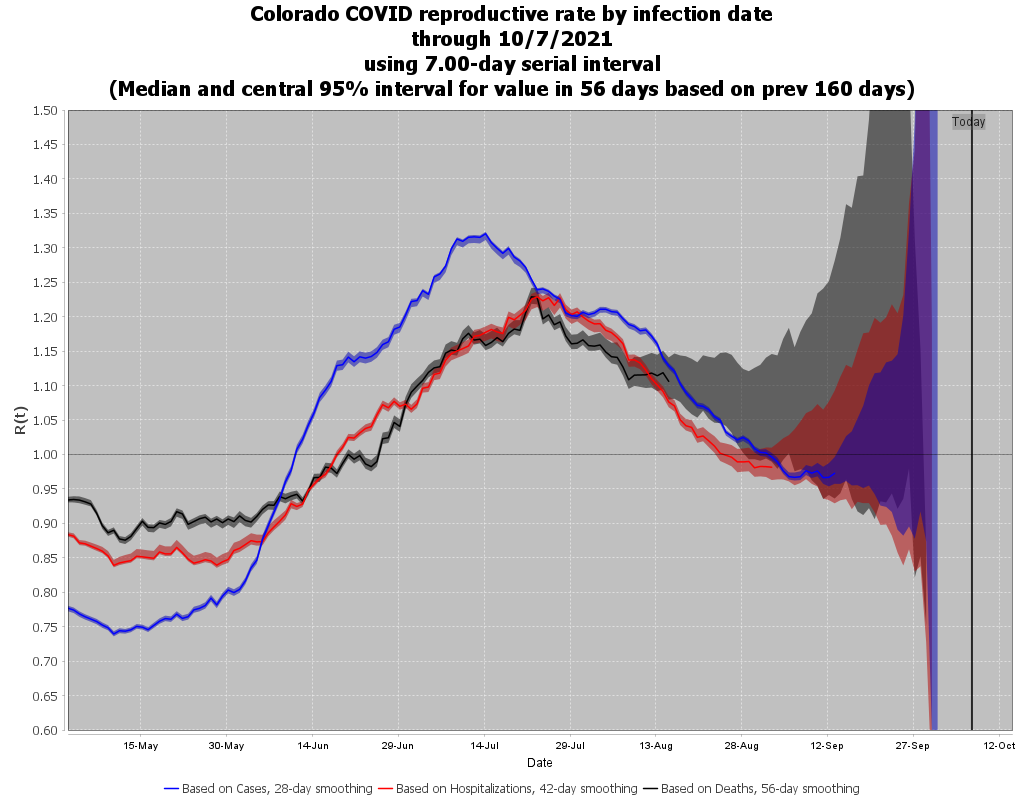 Colorado COVID reproductive rate by infection date
through 10/7/2021
using 7.00-day serial interval
(Median and central 95% interval for value in 56 days based on prev 160 days)
Today
R(t)
1.50
1.45
1.40
1.35
1.30
1.25
1.20
1.15
1.10
1.05
1.00
0.95
0.90
0.85
0.80
0.75
0.70
0.65
0.60
15-May 30-May 14-Jun 29-Jun 14-Jul 29-Jul 13-Aug 28-Aug 12-Sep 27-Sep 12-Oct
Date
Based on Cases, 28-day smoothing Based on Hospitalizations, 42-day smoothing Based on Deaths, 56-day smoothing